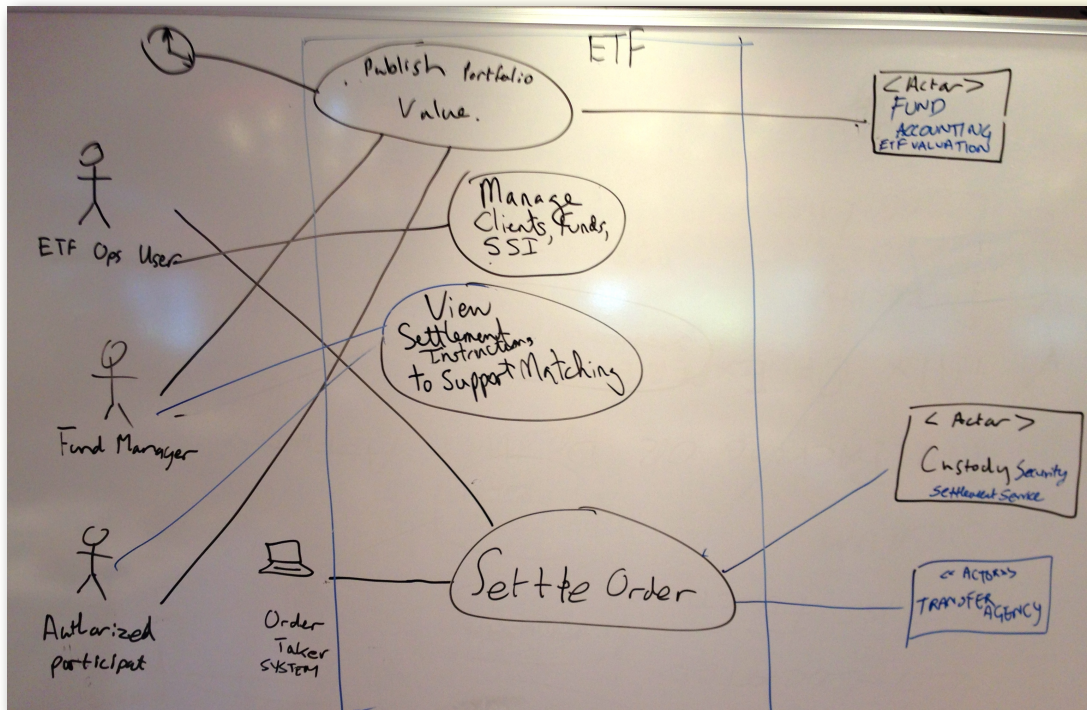 ETF
Publish Portfolio
Value.
<Actor>
FUND
ACCOUNTING
ETF VALUATION
ETF Ops User
Manage
Clients, Funds,
SSI
View
Settlement
Instructions
to Support Matching
Fund Manager
<Actor>
Custody Security
Settlement Service
Settle Order
<<ACTOR>>
TRANSFER
AGENCY
Authorized
participat
Order
Taker
SYSTEM